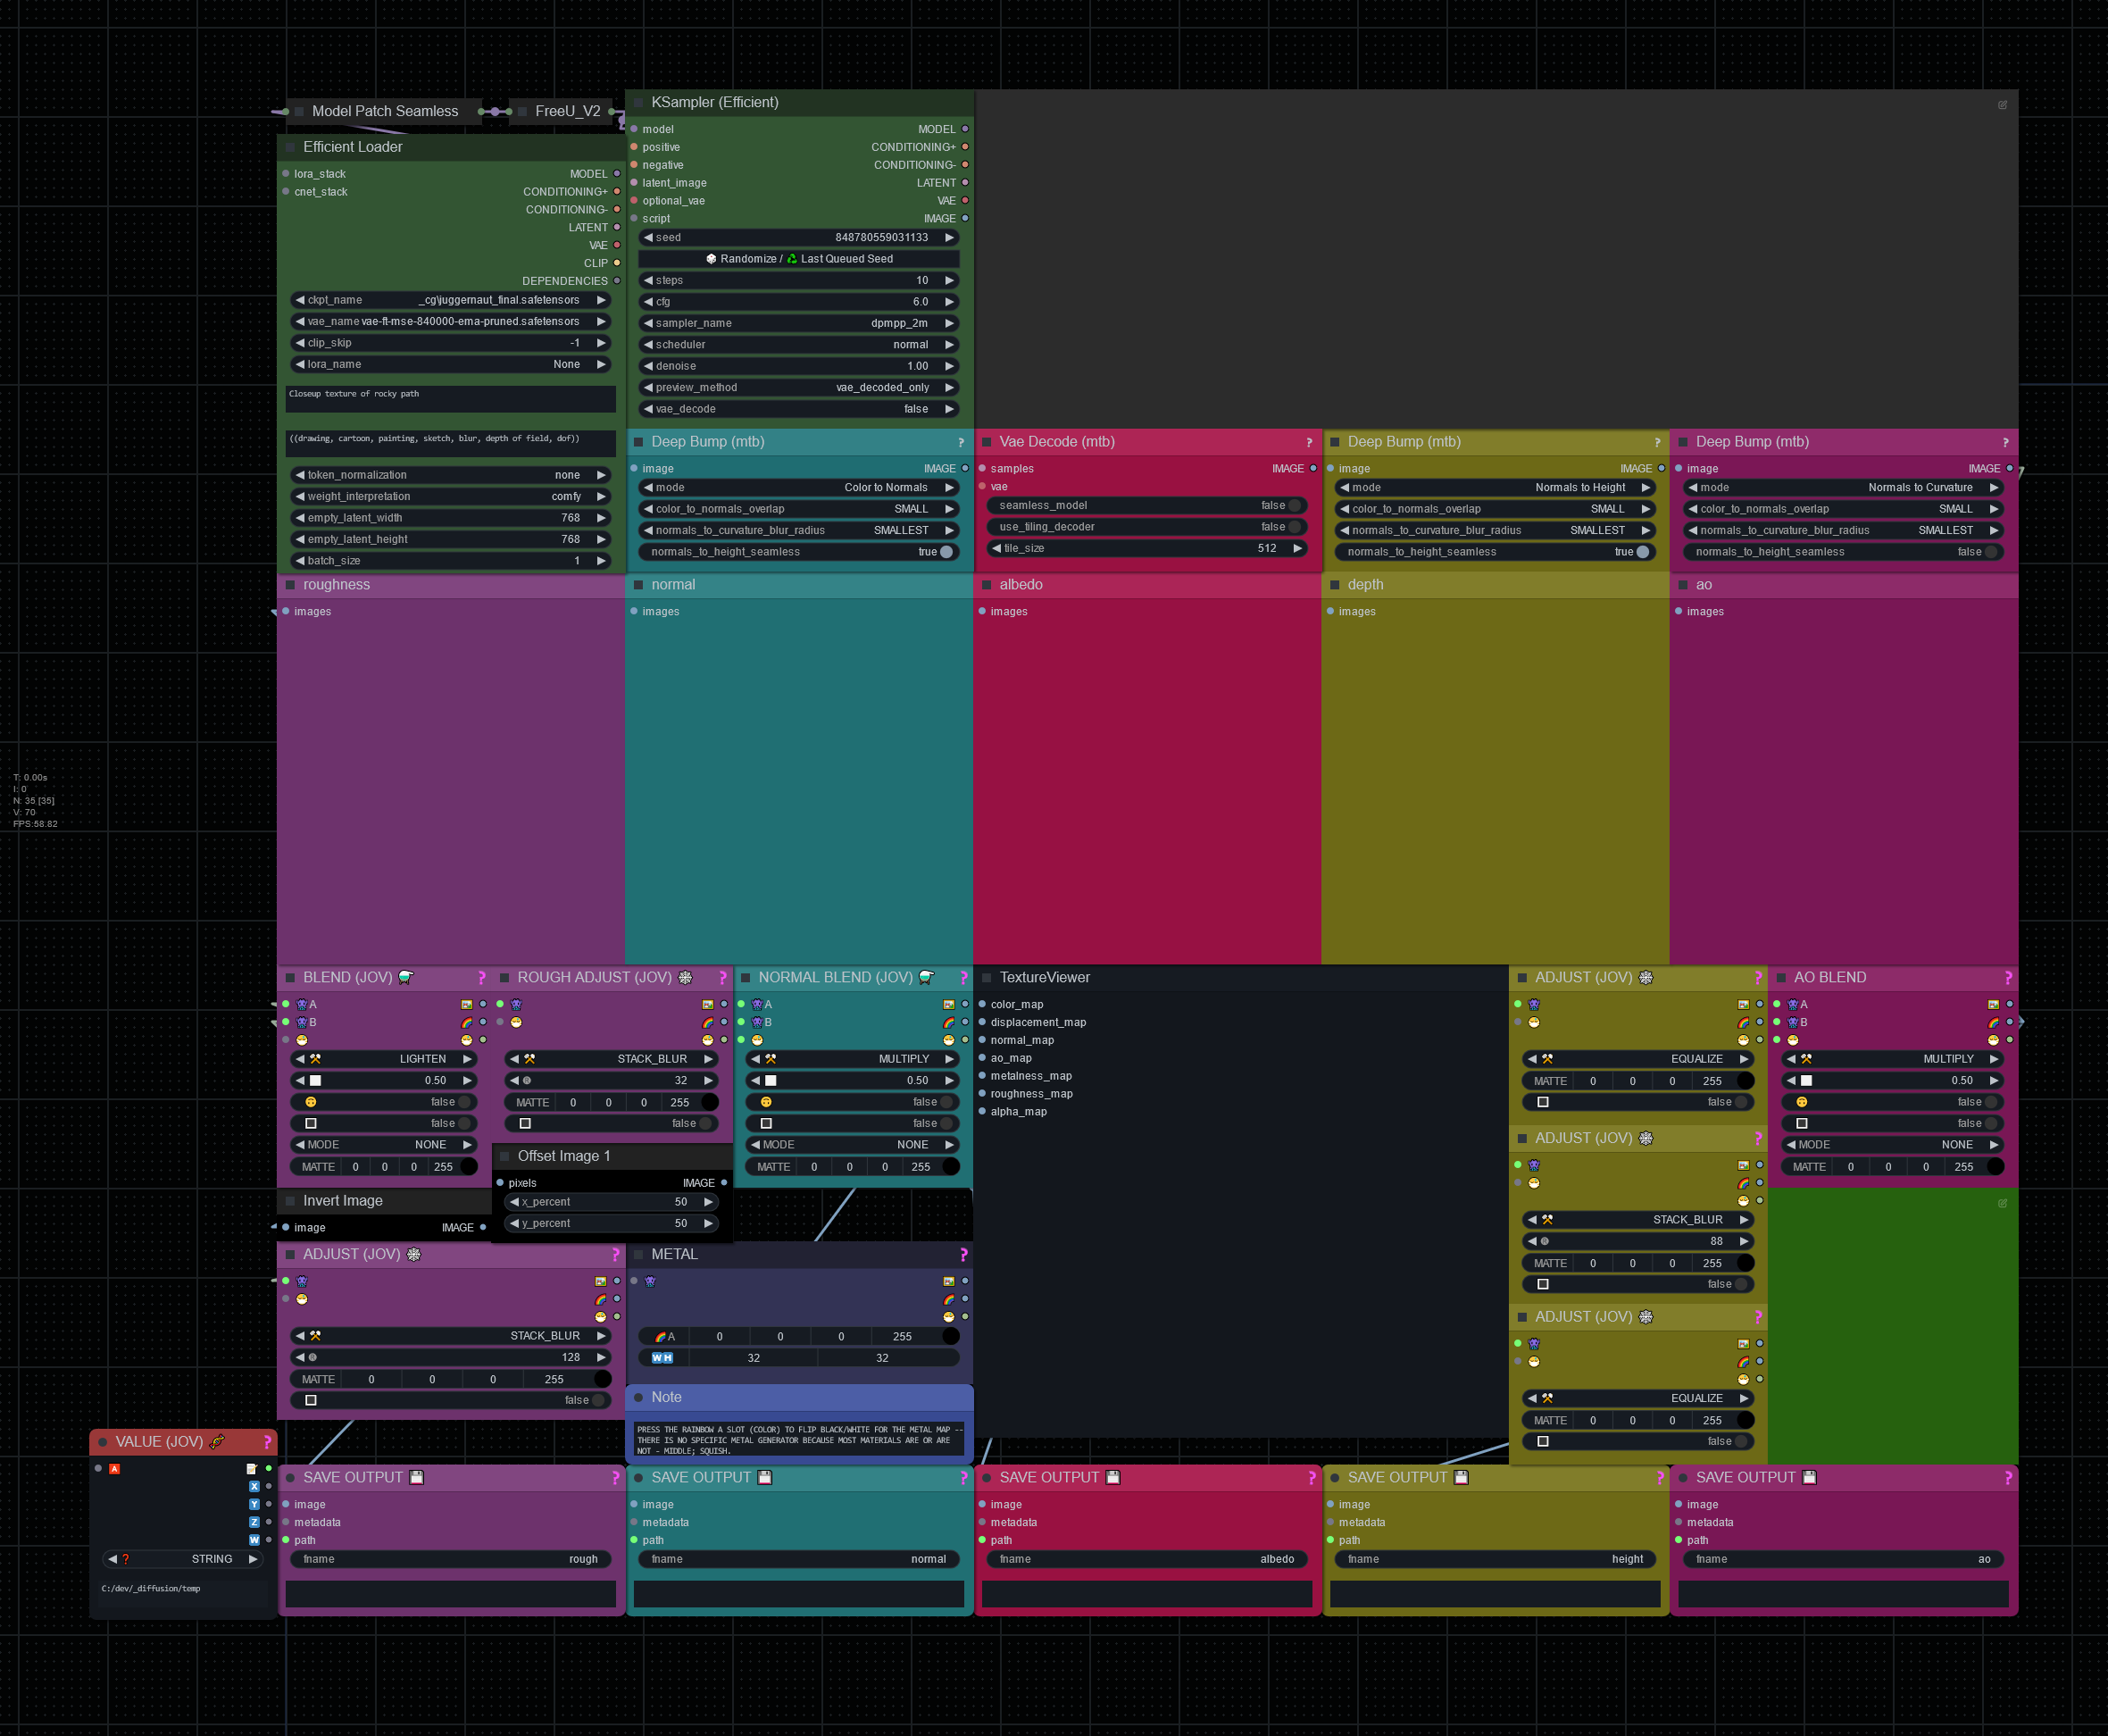 Model Patch Seamless
FreeU_V2
KSampler (Efficient)
model MODEL
positive CONDITIONING+
negative CONDITIONING-
latent_image LATENT
optional_vae VAE
script IMAGE
seed 848780559031133
Randomize / Last Queued Seed
steps 10
cfg 6.0
sampler_name dpmpp_2m
scheduler normal
denoise 1.00
preview_method vae_decoded_only
vae_decode false
Efficient Loader
lora_stack MODEL
cnet_stack CONDITIONING+
CONDITIONING-
LATENT
VAE
CLIP
DEPENDENCIES
ckpt_name _cg\juggernaut_final.safetensors
vae_name vae-ft-mse-840000-ema-pruned.safetensors
clip_skip -1
lora_name None
Closeup texture of rocky path
((drawing, cartoon, painting, sketch, blur, depth of field, dof))
token_normalization none
weight_interpretation comfy
empty_latent_width 768
empty_latent_height 768
batch_size 1
Deep Bump (mtb) ?
image IMAGE
mode Color to Normals
color_to_normals_overlap SMALL
normals_to_curvature_blur_radius SMALLEST
normals_to_height_seamless true
Vae Decode (mtb) ?
samples IMAGE
vae
seamless_model false
use_tiling_decoder false
tile_size 512
Deep Bump (mtb) ?
image IMAGE
mode Normals to Height
color_to_normals_overlap SMALL
normals_to_curvature_blur_radius SMALLEST
normals_to_height_seamless true
Deep Bump (mtb) ?
image IMAGE
mode Normals to Curvature
color_to_normals_overlap SMALL
normals_to_curvature_blur_radius SMALLEST
normals_to_height_seamless false
roughness
images
normal
images
albedo
images
depth
images
ao
images
T: 0.00s
I: 0
N: 35 [35]
V: 70
FPS:58.82
BLEND (JOV) ?
A
B
LIGHTEN
0.50
false
false
MODE NONE
MATTE 0 0 0 255
ROUGH ADJUST (JOV) ?
STACK_BLUR
32
MATTE 0 0 0 255
false
NORMAL BLEND (JOV) ?
A
B
MULTIPLY
0.50
false
false
MODE NONE
MATTE 0 0 0 255
TextureViewer
color_map
displacement_map
normal_map
ao_map
metalness_map
roughness_map
alpha_map
ADJUST (JOV) ?
EQUALIZE
MATTE 0 0 0 255
false
AO BLEND ?
A
B
MULTIPLY
0.50
false
false
MODE NONE
MATTE 0 0 0 255
ADJUST (JOV) ?
STACK_BLUR
88
MATTE 0 0 0 255
false
ADJUST (JOV) ?
EQUALIZE
MATTE 0 0 0 255
false
Offset Image 1
pixels IMAGE
x_percent 50
y_percent 50
Invert Image
image IMAGE
ADJUST (JOV) ?
STACK_BLUR
128
MATTE 0 0 0 255
false
METAL ?
A 0 0 0 255
W H 32 32
Note
PRESS THE RAINBOW A SLOT (COLOR) TO FLIP BLACK/WHITE FOR THE METAL MAP --
THERE IS NO SPECIFIC METAL GENERATOR BECAUSE MOST MATERIALS ARE OR ARE
NOT - MIDDLE; SQUISH.
VALUE (JOV) ?
A
X
Y
Z
W
? STRING
C:/dev/_diffusion/temp
SAVE OUTPUT ?
image
metadata
path
fname rough
SAVE OUTPUT ?
image
metadata
path
fname normal
SAVE OUTPUT ?
image
metadata
path
fname albedo
SAVE OUTPUT ?
image
metadata
path
fname height
SAVE OUTPUT ?
image
metadata
path
fname ao